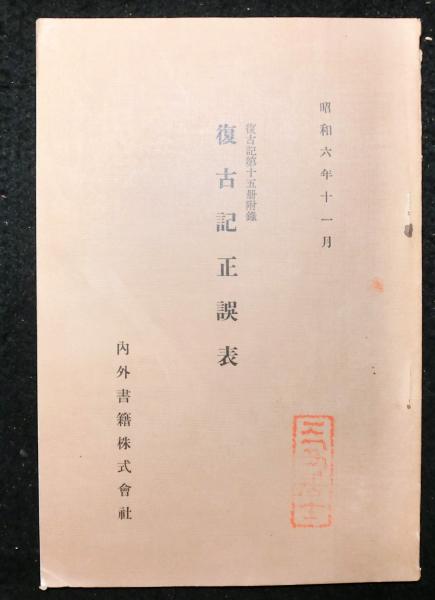 昭和六年十一月
復古記第十五册附錄
復古記正誤表
內外書籍株式會社